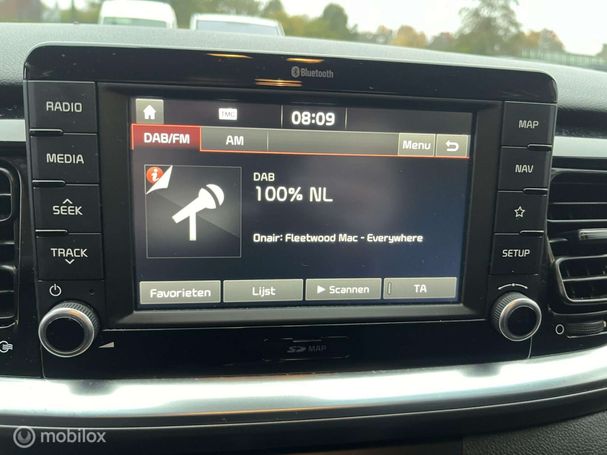 Bluetooth
RADIO
MEDIA
SEEK
TRACK
TMC
08:09
DAB/FM
AM
Menu
DAB
100% NL
Onair: Fleetwood Mac - Everywhere
Favorieten
Lijst
Scannen
TA
MAP
NAV
SETUP
SD MAP
mobilox